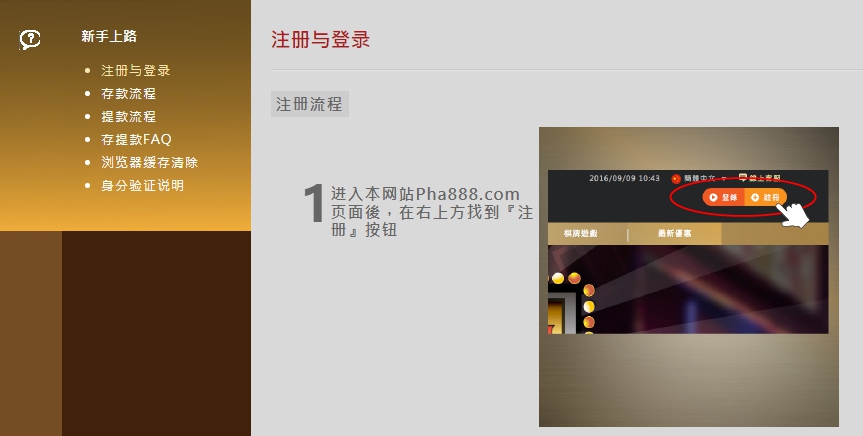 新手上路
注册与登录
存款流程
提款流程
存提款FAQ
浏览器缓存清除
身分验证说明
注册与登录
注册流程
1
进入本网站Pha888.com
页面後，在右上方找到『注
册』按钮
2016/09/09 10:43 簡體中文 線上客服
登錄 註冊
棋牌遊戲 最新優惠